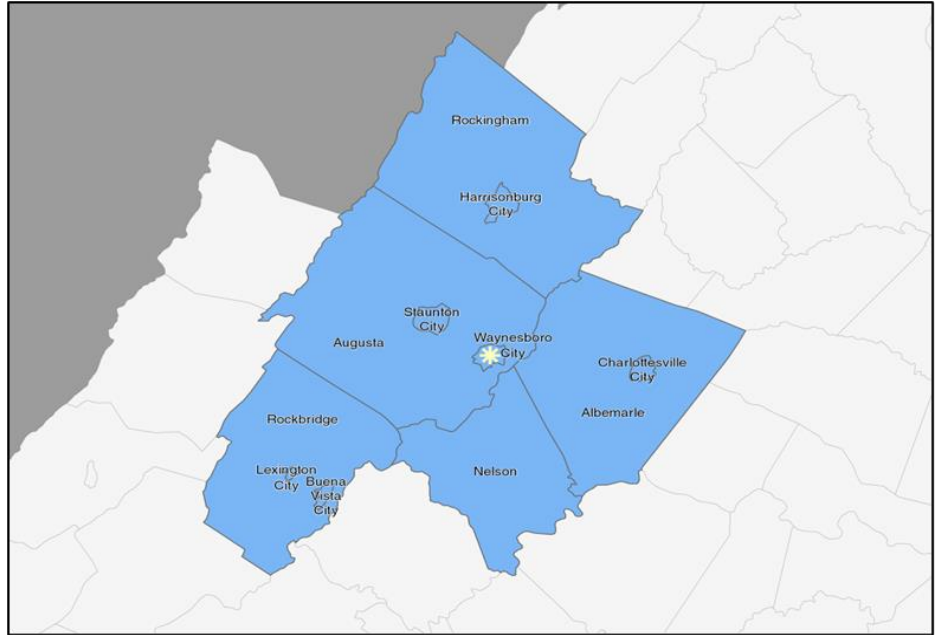 Rockingham
Harrisonburg
City
Staunton
City
Waynesboro
City
Augusta
Charlottesville
City
Albemarle
Rockbridge
Lexington
City
Buena
Vista
City
Nelson